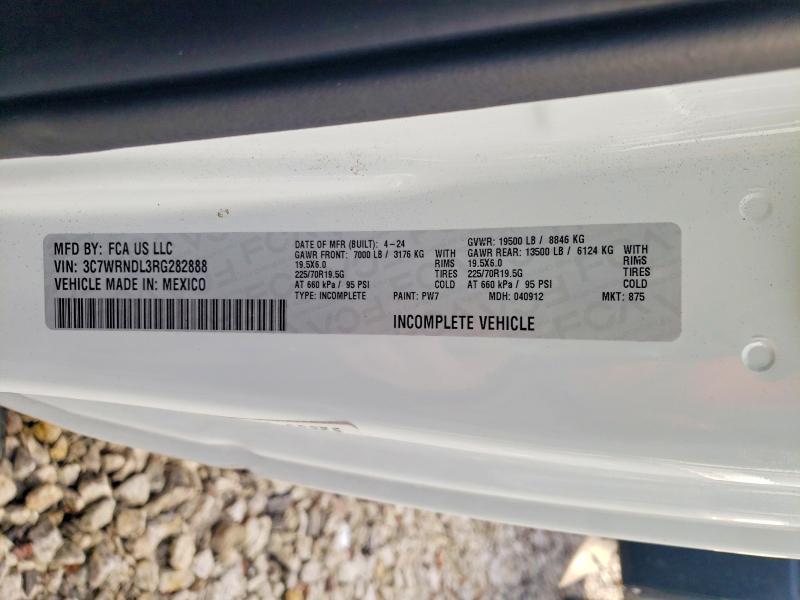 MFD BY: FCA US LLC
VIN: 3C7WRNDL3RG282888
VEHICLE MADE IN: MEXICO
DATE OF MFR (BUILT): 4-24
GAWR FRONT: 7000 LB / 3176 KG WITH
19.5X6.0 RIMS
225/70R19.5G TIRES
AT 660 kPa / 95 PSI COLD
TYPE: INCOMPLETE
GVWR: 19500 LB / 8846 KG
GAWR REAR: 13500 LB / 6124 KG WITH
19.5X6.0 RIMS
225/70R19.5G TIRES
AT 660 kPa / 95 PSI COLD
PAINT: PW7 MDH: 040912 MKT: 875
INCOMPLETE VEHICLE
FCA